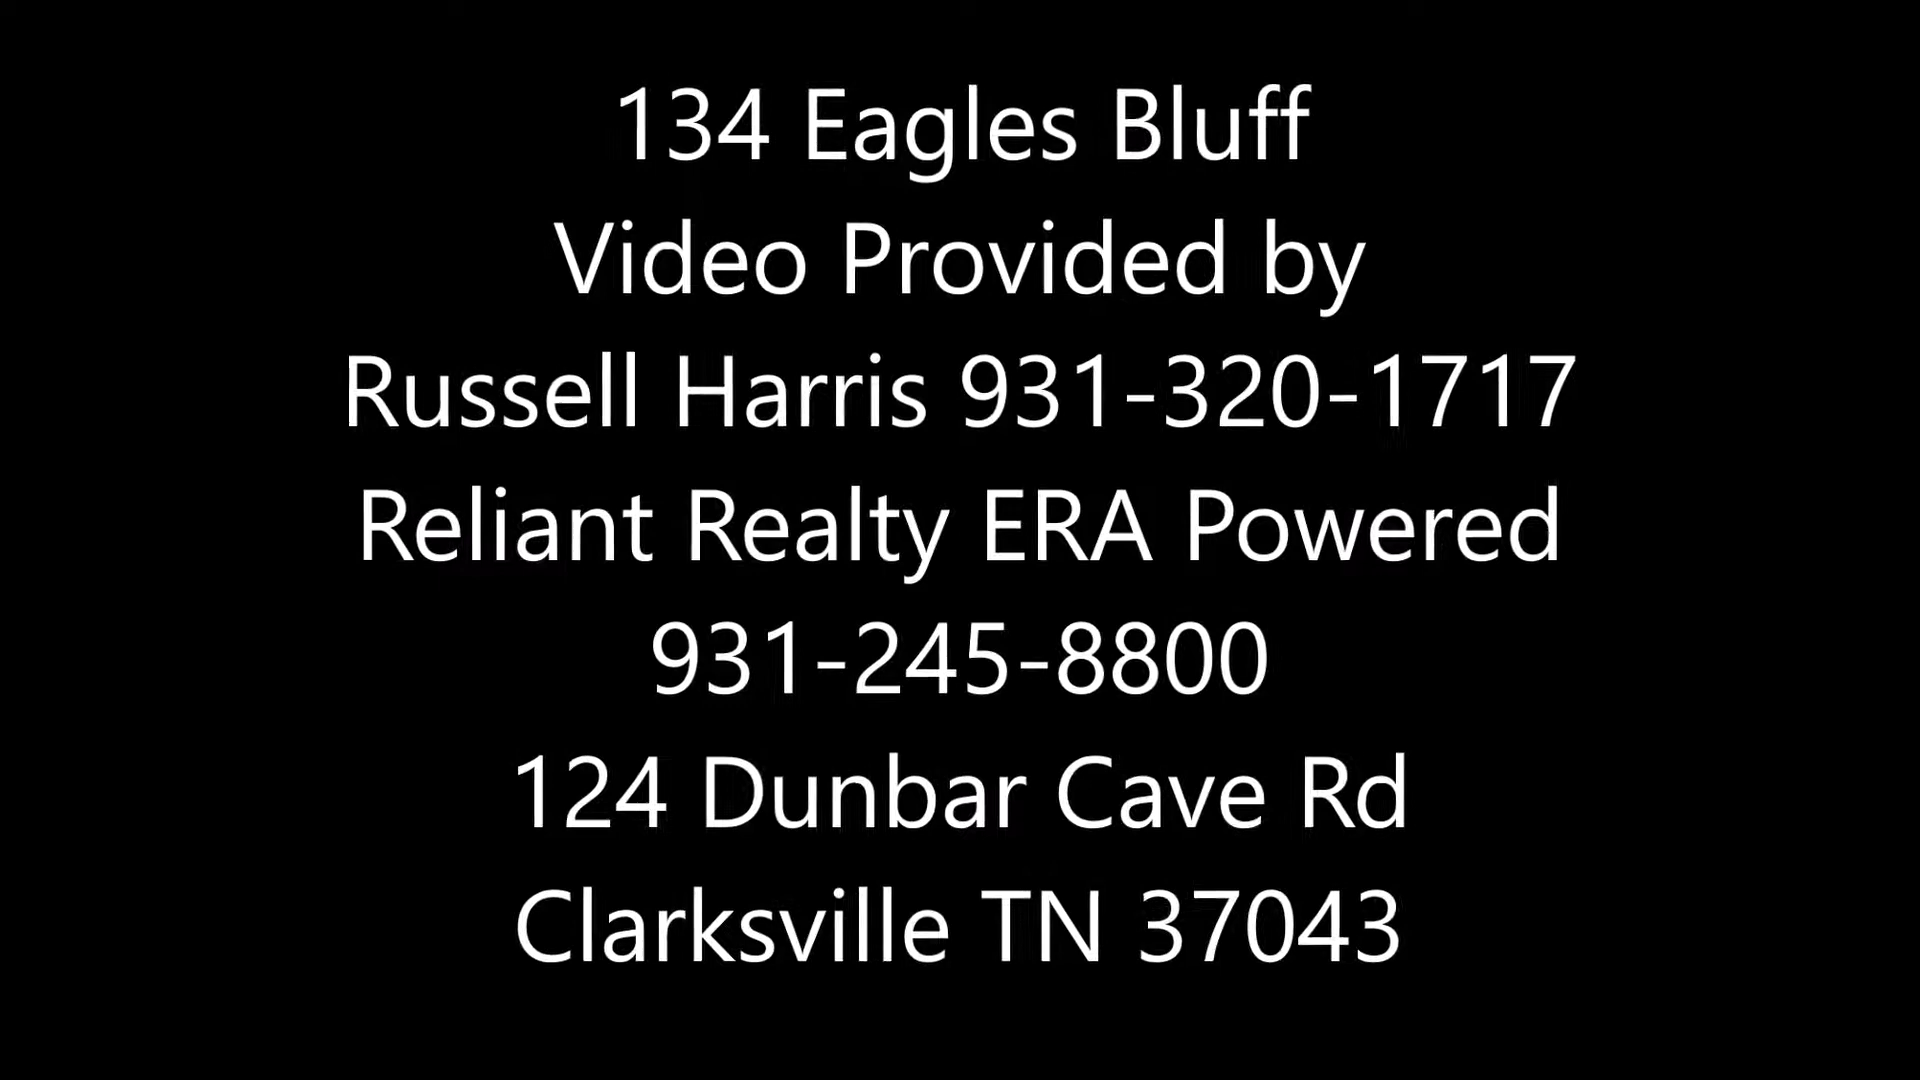 134 Eagles Bluff
Video Provided by
Russell Harris 931-320-1717
Reliant Realty ERA Powered
931-245-8800
124 Dunbar Cave Rd
Clarksville TN 37043